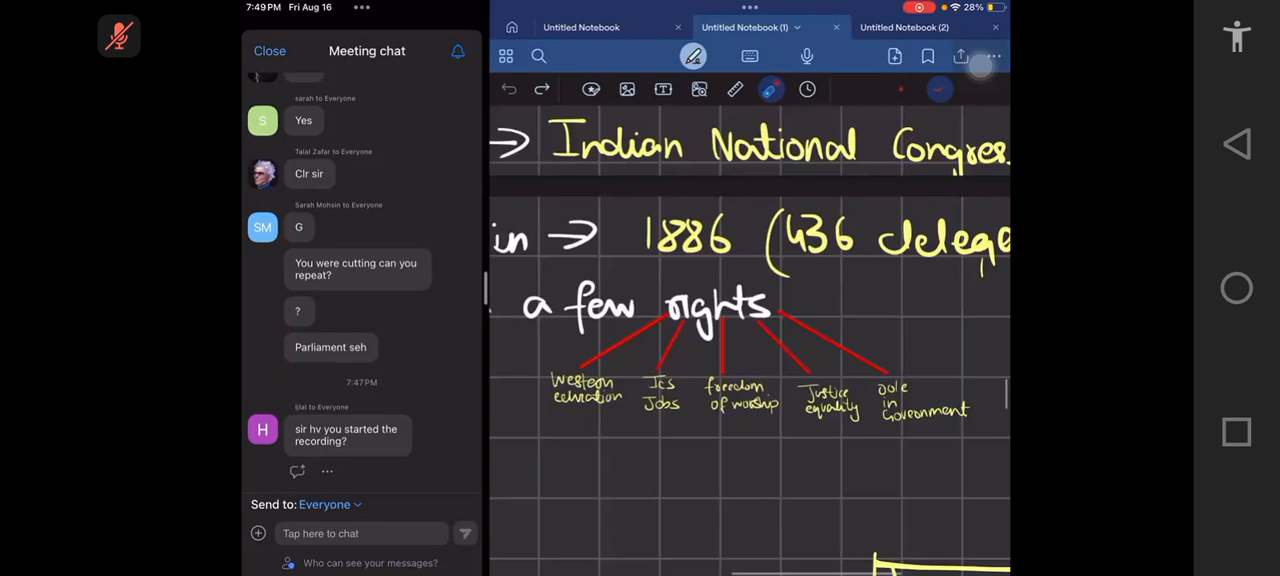 7:49 PM Fri Aug 16
28%
Close
Meeting chat
sarah to Everyone
S
Yes
Talal Zafar to Everyone
Clr sir
Sarah Mohsin to Everyone
SM
G
You were cutting can you
repeat?
?
Parliament seh
7:47 PM
ijlal to Everyone
H
sir hv you started the
recording?
Send to: Everyone
Tap here to chat
Who can see your messages?
Untitled Notebook
Untitled Notebook (1)
Untitled Notebook (2)
→ Indian National Congres
in → 1886 (436 delega
a few rights
Western
education
Ics
Jobs
freedom
of worship
Justice
equality
in
Government